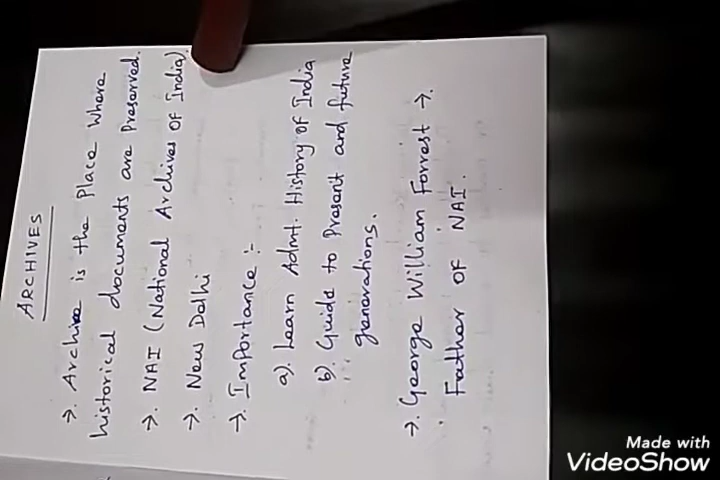 ARCHIVES
→. Archive is the Place where
historical documents are Preserved.
→. NAI (National Archives OF India).
→. New Delhi
→. Importance :-
a). Learn Admt. History of India
b). Guide to Present and future
generations.
→. George William Forrest →.
Father OF NAI.
Made with
VideoShow